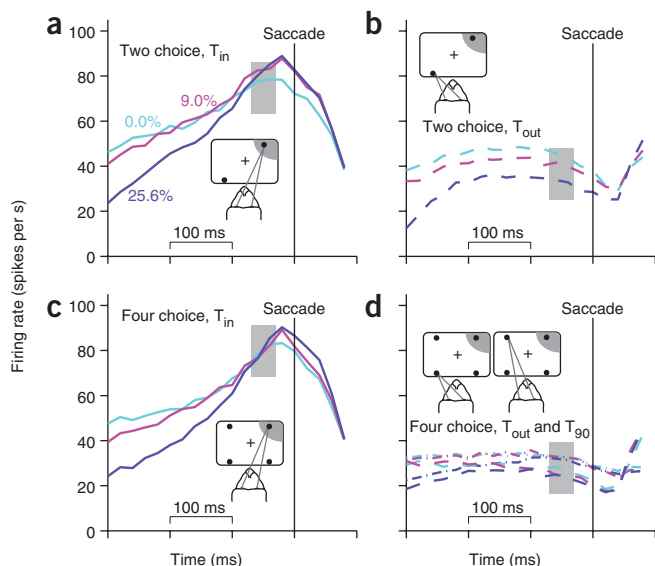 a
Two choice, Tin
Saccade
100
80
60
40
20
0
9.0%
0.0%
25.6%
100 ms
b
Saccade
Two choice, Tout
100 ms
Firing rate (spikes per s)
c
Four choice, Tin
Saccade
100
80
60
40
20
0
100 ms
Time (ms)
d
Saccade
Four choice, Tout and T90
100 ms
Time (ms)